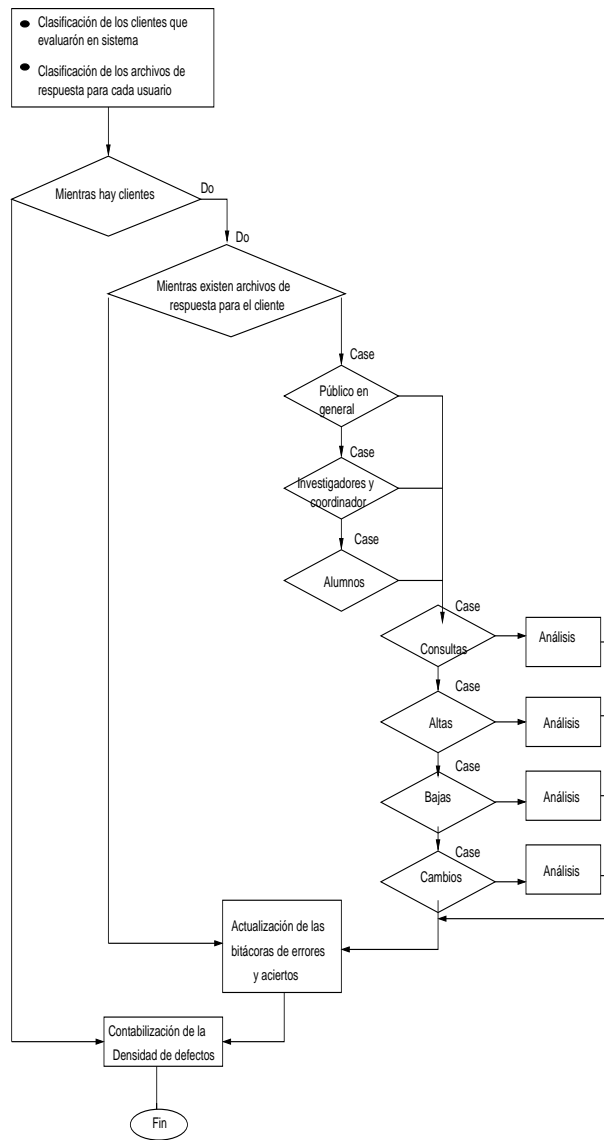 Clasificación de los clientes que
evaluarón en sistema
Clasificación de los archivos de
respuesta para cada usuario
Mientras hay clientes
Do
Do
Mientras existen archivos de
respuesta para el cliente
Case
Público en
general
Case
Investigadores y
coordinador
Case
Alumnos
Case
Consultas
Análisis
Case
Altas
Análisis
Case
Bajas
Análisis
Case
Cambios
Análisis
Actualización de las
bitácoras de errores
y aciertos
Contabilización de la
Densidad de defectos
Fin